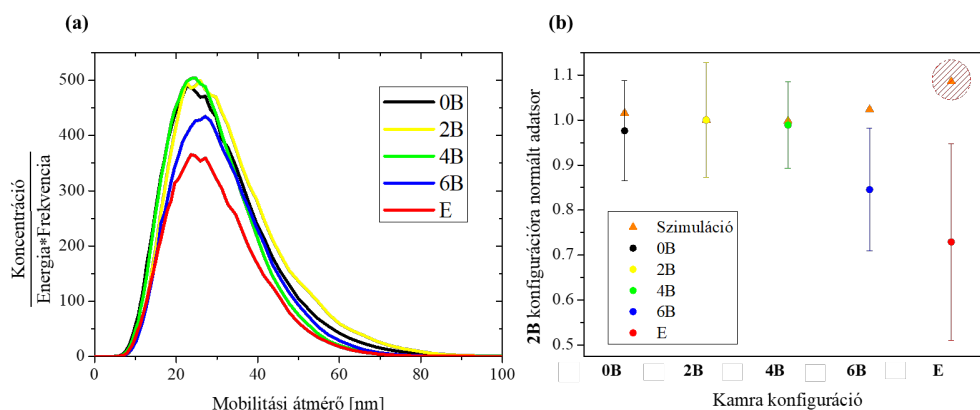 (a)
Koncentráció
Energia*Frekvencia
500
400
300
200
100
0
0B
2B
4B
6B
E
0 20 40 60 80 100
Mobilitási átmérő [nm]
(b)
2B konfigurációra normált adatsor
1.1
1.0
0.9
0.8
0.7
0.6
0.5
Szimuláció
0B
2B
4B
6B
E
0B 2B 4B 6B E
Kamra konfiguráció